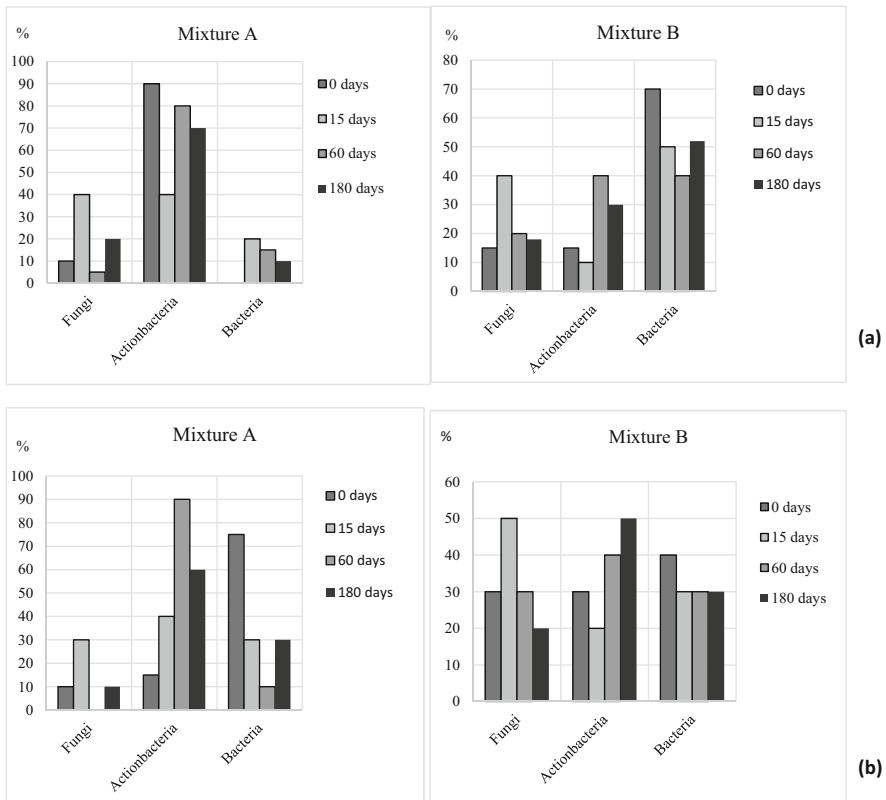 %
Mixture A
100
90
80
70
60
50
40
30
20
10
0
Fungi
Actionbacteria
Bacteria
0 days
15 days
60 days
180 days
%
Mixture B
80
70
60
50
40
30
20
10
0
Fungi
Actionbacteria
Bacteria
0 days
15 days
60 days
180 days
(a)
%
Mixture A
100
90
80
70
60
50
40
30
20
10
0
Fungi
Actionbacteria
Bacteria
0 days
15 days
60 days
180 days
%
Mixture B
60
50
40
30
20
10
0
Fungi
Actionbacteria
Bacteria
0 days
15 days
60 days
180 days
(b)